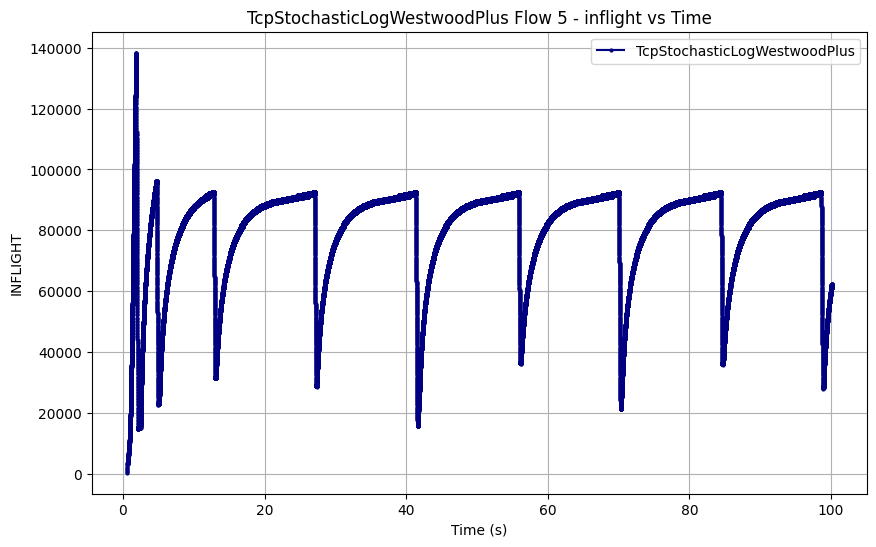 TcpStochasticLogWestwoodPlus Flow 5 - inflight vs Time
TcpStochasticLogWestwoodPlus
140000
120000
100000
80000
60000
40000
20000
0
INFLIGHT
0 20 40 60 80 100
Time (s)